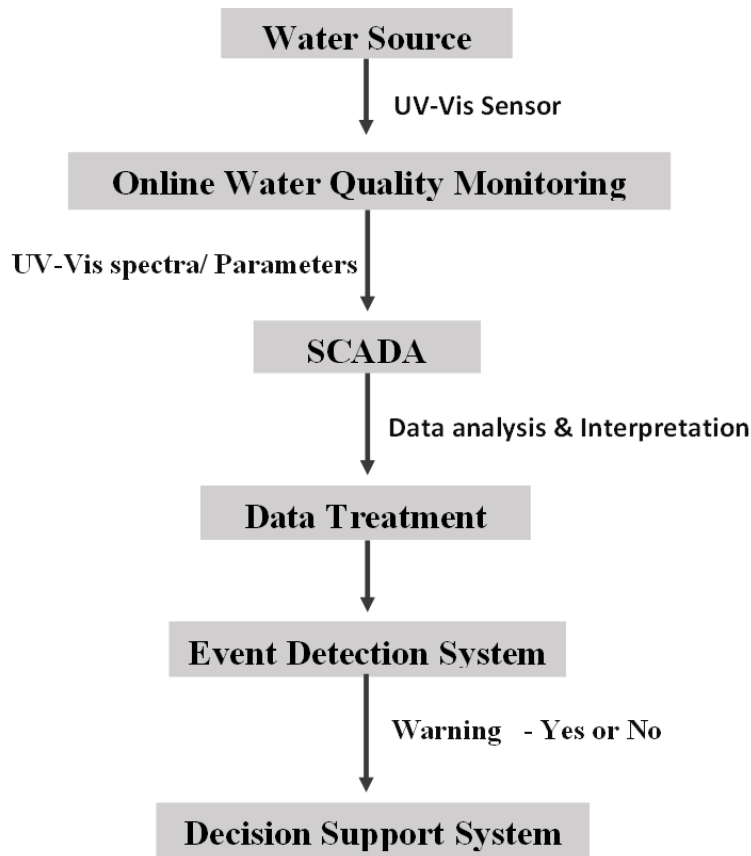 Water Source
UV-Vis Sensor
Online Water Quality Monitoring
UV-Vis spectra/ Parameters
SCADA
Data analysis & Interpretation
Data Treatment
Event Detection System
Warning - Yes or No
Decision Support System